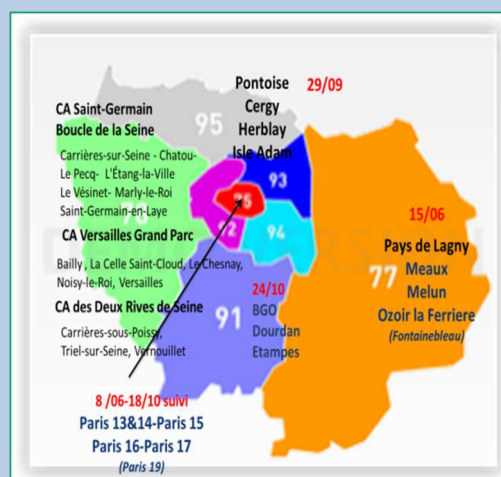 Pontoise
29/09
Cergy
Herblay
Isle Adam
CA Saint-Germain
Boucle de la Seine
95
Carrières-sur-Seine - Chatou-
Le Pecq- L'Étang-la-Ville
Le Vésinet- Marly-le-Roi
Saint-Germain-en-Laye
78
93
75
92
94
CA Versailles Grand Parc
Bailly, La Celle Saint-Cloud, Le Chesnay,
Noisy-le-Roi, Versailles
CA des Deux Rives de Seine
Carrières-sous-Poissy,
Triel-sur-Seine, Vernouillet
91
24/10
BGO
Dourdan
Etampes
15/06
Pays de Lagny
77
Meaux
Melun
Ozoir la Ferriere
(Fontainebleau)
8 /06-18/10 suivi
Paris 13&14-Paris 15
Paris 16-Paris 17
(Paris 19)